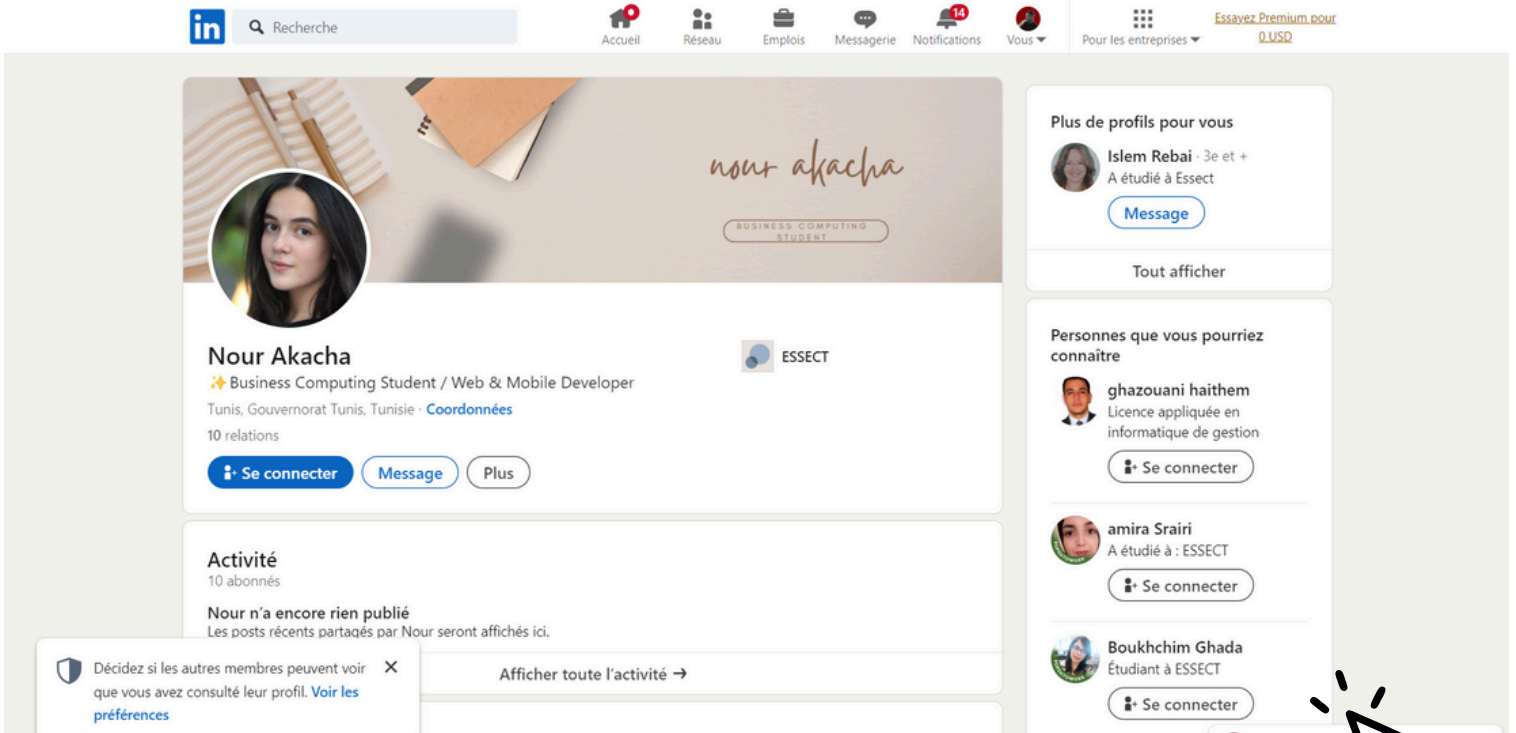 in
Recherche
Accueil
Réseau
Emplois
Messagerie
14
Notifications
Vous
Pour les entreprises
Essayez Premium pour
0 USD
nour akacha
BUSINESS COMPUTING
STUDENT
Nour Akacha
✨Business Computing Student / Web & Mobile Developer
Tunis, Gouvernorat Tunis, Tunisie · Coordonnées
10 relations
Se connecter
Message
Plus
ESSECT
Activité
10 abonnés
Nour n'a encore rien publié
Les posts récents partagés par Nour seront affichés ici.
Afficher toute l'activité →
Décidez si les autres membres peuvent voir
que vous avez consulté leur profil. Voir les
préférences
Plus de profils pour vous
Islem Rebai · 3e et +
A étudié à Essect
Message
Tout afficher
Personnes que vous pourriez
connaître
ghazouani haithem
Licence appliquée en
informatique de gestion
Se connecter
amira Srairi
A étudié à : ESSECT
Se connecter
Boukhchim Ghada
Étudiant à ESSECT
Se connecter